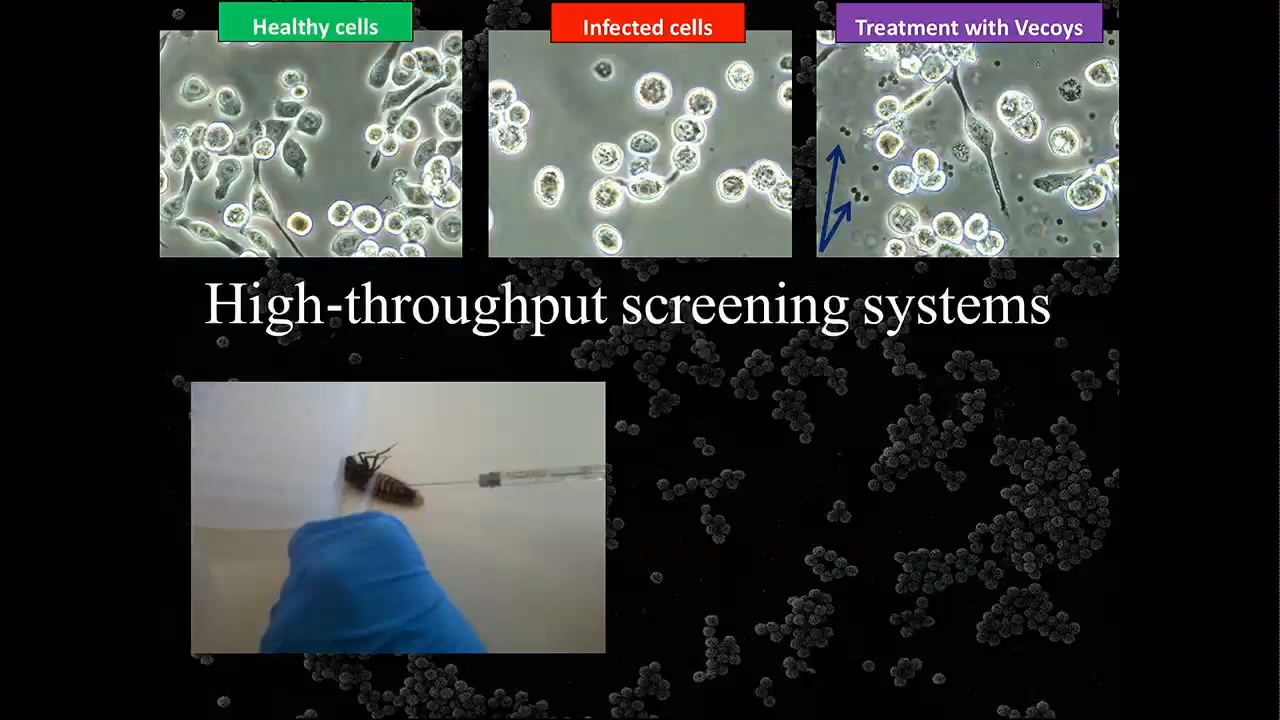 Healthy cells
Infected cells
Treatment with Vecoys
High-throughput screening systems